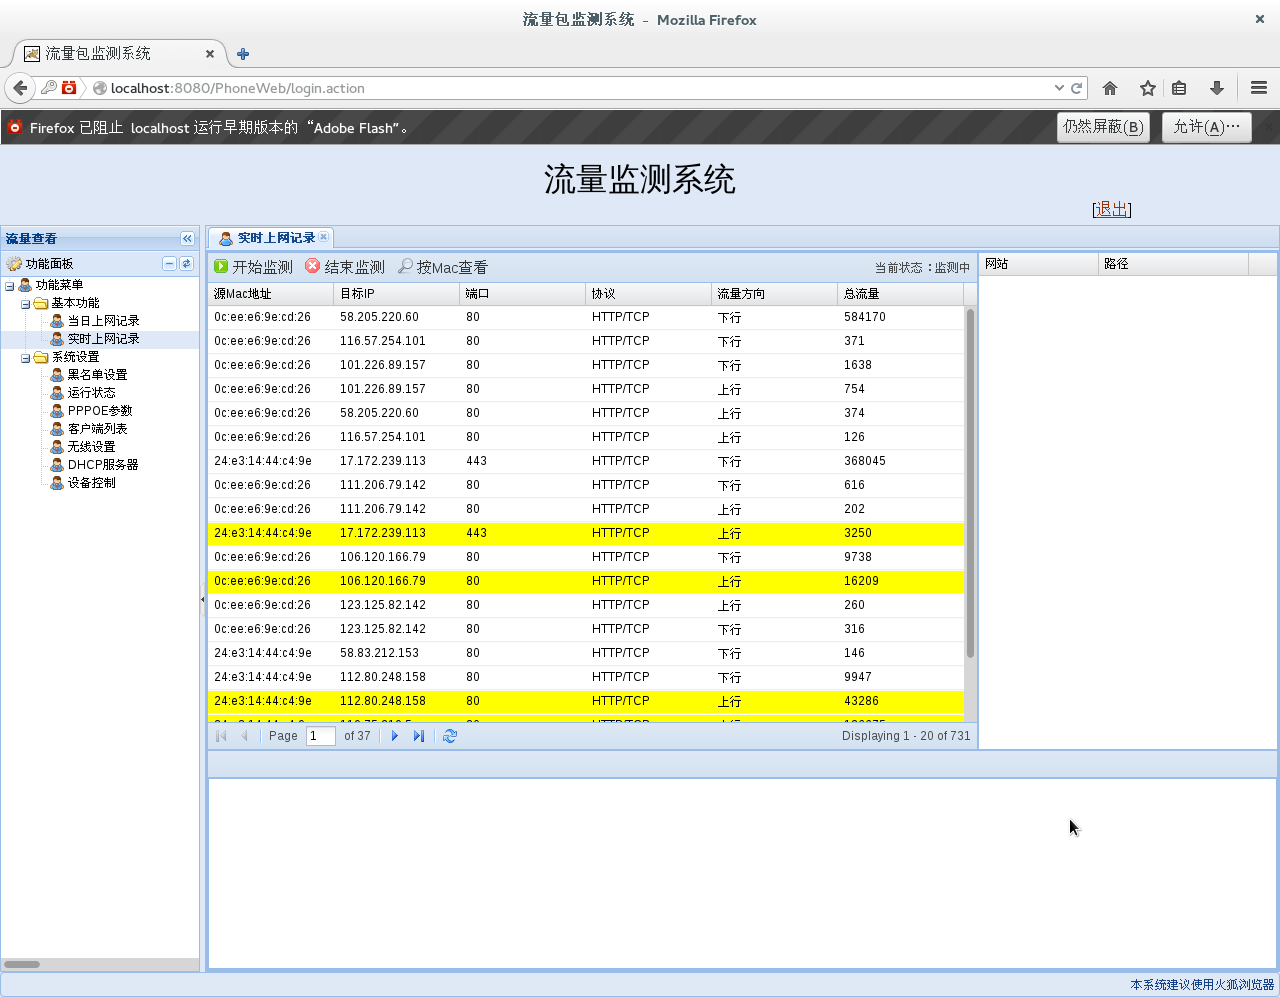 流量包监测系统 - Mozilla Firefox
流量包监测系统
localhost:8080/PhoneWeb/login.action
Firefox 已阻止 localhost 运行早期版本的“Adobe Flash”。 仍然屏蔽(B) 允许(A)…
流量监测系统
[退出]
流量查看
功能面板
功能菜单
基本功能
当日上网记录
实时上网记录
系统设置
黑名单设置
运行状态
PPPOE参数
客户端列表
无线设置
DHCP服务器
设备控制
实时上网记录
开始监测 结束监测 按Mac查看 当前状态：监测中
源Mac地址 目标IP 端口 协议 流量方向 总流量
0c:ee:e6:9e:cd:26 58.205.220.60 80 HTTP/TCP 下行 584170
0c:ee:e6:9e:cd:26 116.57.254.101 80 HTTP/TCP 下行 371
0c:ee:e6:9e:cd:26 101.226.89.157 80 HTTP/TCP 下行 1638
0c:ee:e6:9e:cd:26 101.226.89.157 80 HTTP/TCP 上行 754
0c:ee:e6:9e:cd:26 58.205.220.60 80 HTTP/TCP 上行 374
0c:ee:e6:9e:cd:26 116.57.254.101 80 HTTP/TCP 上行 126
24:e3:14:44:c4:9e 17.172.239.113 443 HTTP/TCP 下行 368045
0c:ee:e6:9e:cd:26 111.206.79.142 80 HTTP/TCP 下行 616
0c:ee:e6:9e:cd:26 111.206.79.142 80 HTTP/TCP 上行 202
24:e3:14:44:c4:9e 17.172.239.113 443 HTTP/TCP 上行 3250
0c:ee:e6:9e:cd:26 106.120.166.79 80 HTTP/TCP 下行 9738
0c:ee:e6:9e:cd:26 106.120.166.79 80 HTTP/TCP 上行 16209
0c:ee:e6:9e:cd:26 123.125.82.142 80 HTTP/TCP 上行 260
0c:ee:e6:9e:cd:26 123.125.82.142 80 HTTP/TCP 下行 316
24:e3:14:44:c4:9e 58.83.212.153 80 HTTP/TCP 下行 146
24:e3:14:44:c4:9e 112.80.248.158 80 HTTP/TCP 下行 9947
24:e3:14:44:c4:9e 112.80.248.158 80 HTTP/TCP 上行 43286
Page 1 of 37 Displaying 1 - 20 of 731
网站 路径
本系统建议使用火狐浏览器